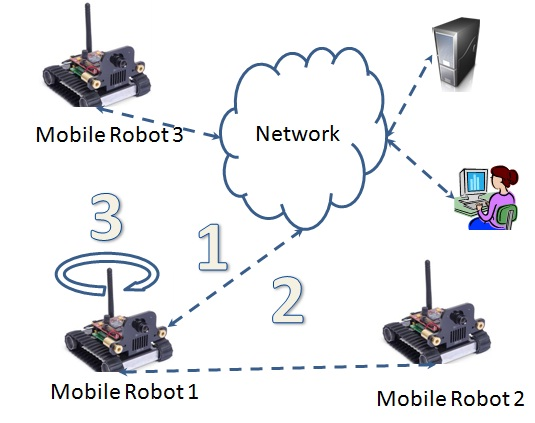 Mobile Robot 3
Network
3
1
2
Mobile Robot 1
Mobile Robot 2